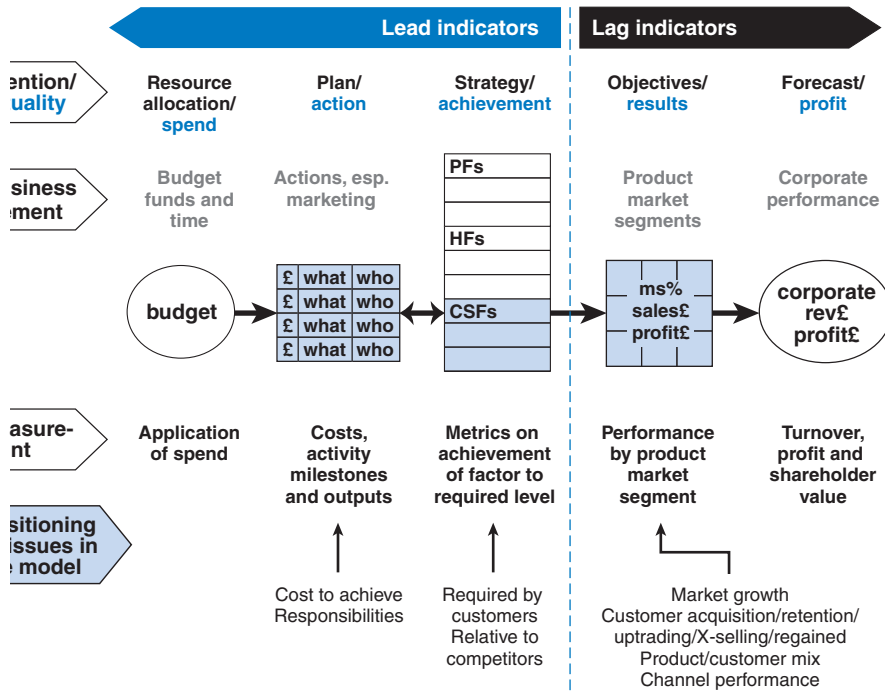 Lead indicators
Lag indicators
ention/
uality
Resource
allocation/
spend
Plan/
action
Strategy/
achievement
Objectives/
results
Forecast/
profit
siness
ement
Budget
funds and
time
Actions, esp.
marketing
Product
market
segments
Corporate
performance
budget
£ what who
£ what who
£ what who
£ what who
PFs
HFs
CSFs
ms%
sales£
profit£
corporate
rev£
profit£
easure-
nt
Application
of spend
Costs,
activity
milestones
and outputs
Metrics on
achievement
of factor to
required level
Performance
by product
market
segment
Turnover,
profit and
shareholder
value
sitioning
issues in
e model
Cost to achieve
Responsibilities
Required by
customers
Relative to
competitors
Market growth
Customer acquisition/retention/
uptrading/X-selling/regained
Product/customer mix
Channel performance